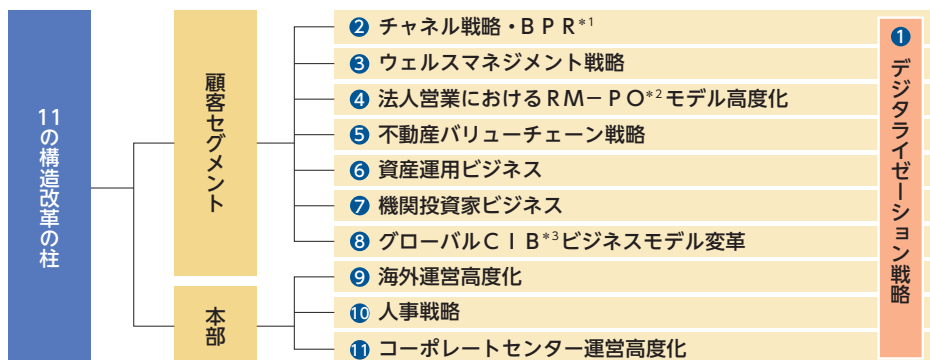 11の構造改革の柱
顧客セグメント
❷ チャネル戦略・BPR*1
❸ ウェルスマネジメント戦略
❹ 法人営業におけるRM-PO*2モデル高度化
❺ 不動産バリューチェーン戦略
❻ 資産運用ビジネス
❼ 機関投資家ビジネス
❽ グローバルCIB*3ビジネスモデル変革
本部
❾ 海外運営高度化
❿ 人事戦略
⓫ コーポレートセンター運営高度化
❶ デジタライゼーション戦略